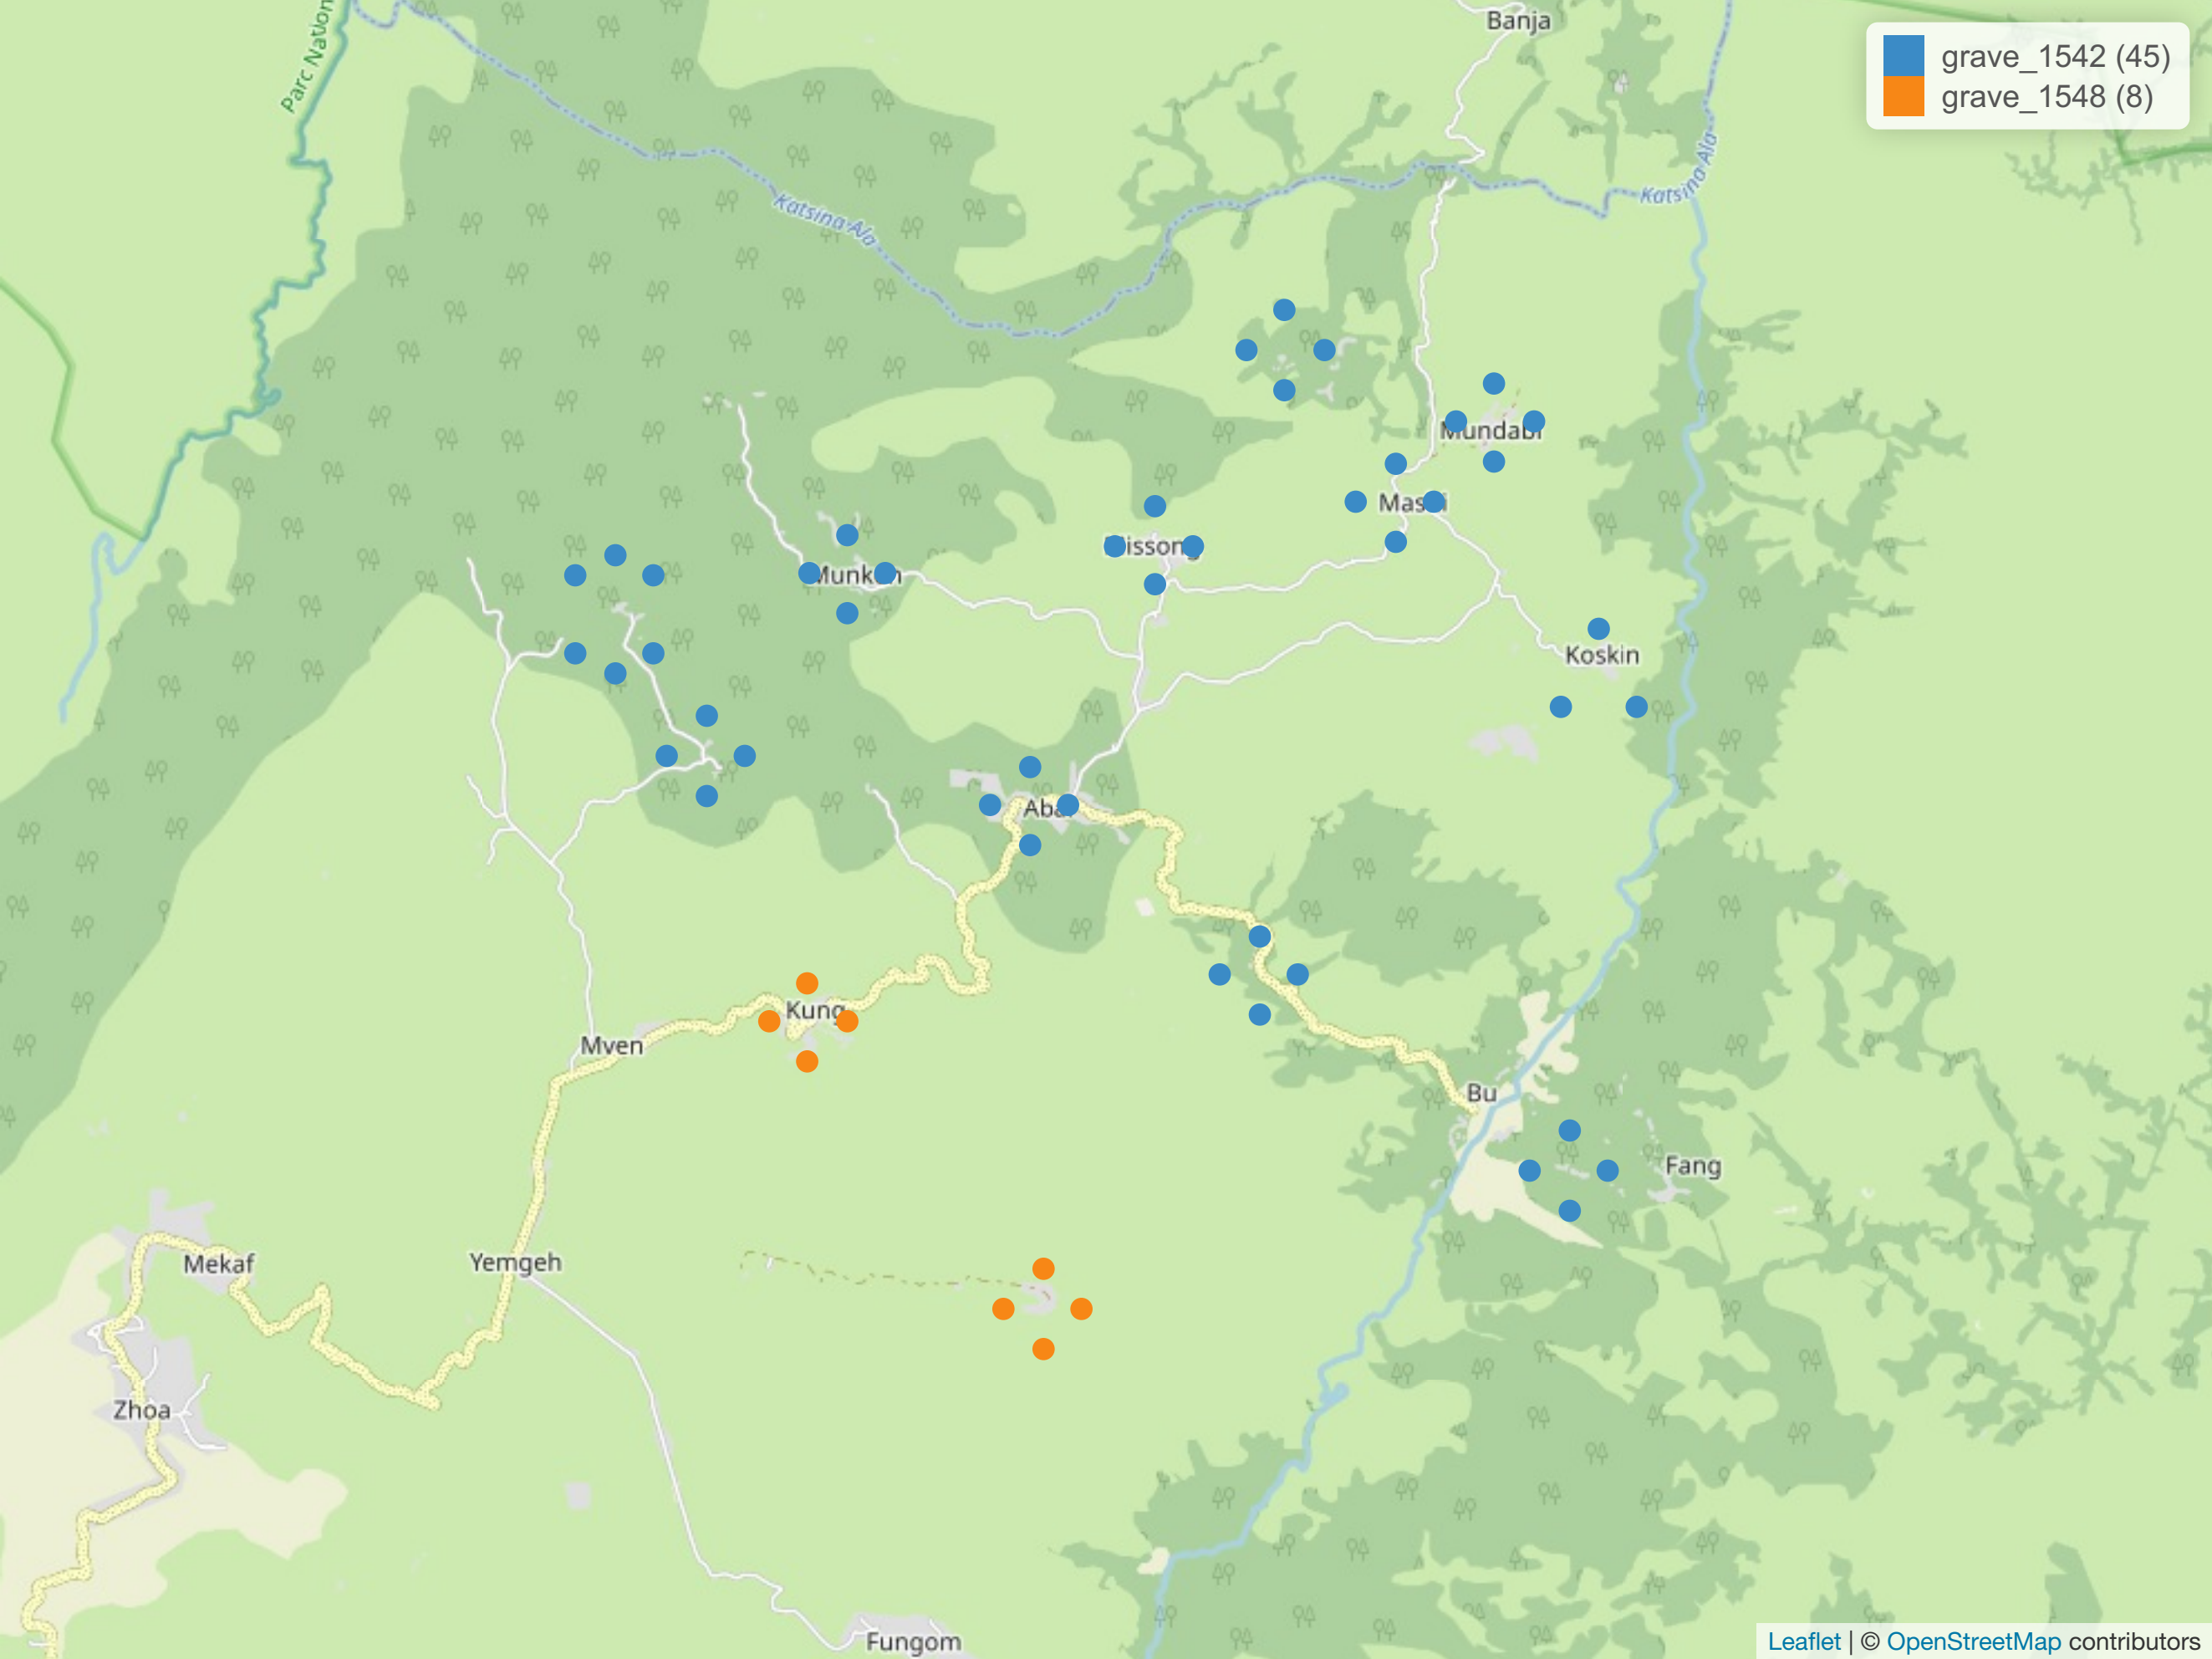 Banja
Parc Nation
grave_1542 (45)
grave_1548 (8)
Katsina-Ala
Katsina Ala
Mundabi
Koskin
Kung
Mven
Bu
Fang
Mekaf
Yemgeh
Zhoa
Fungom
Leaflet | © OpenStreetMap contributors